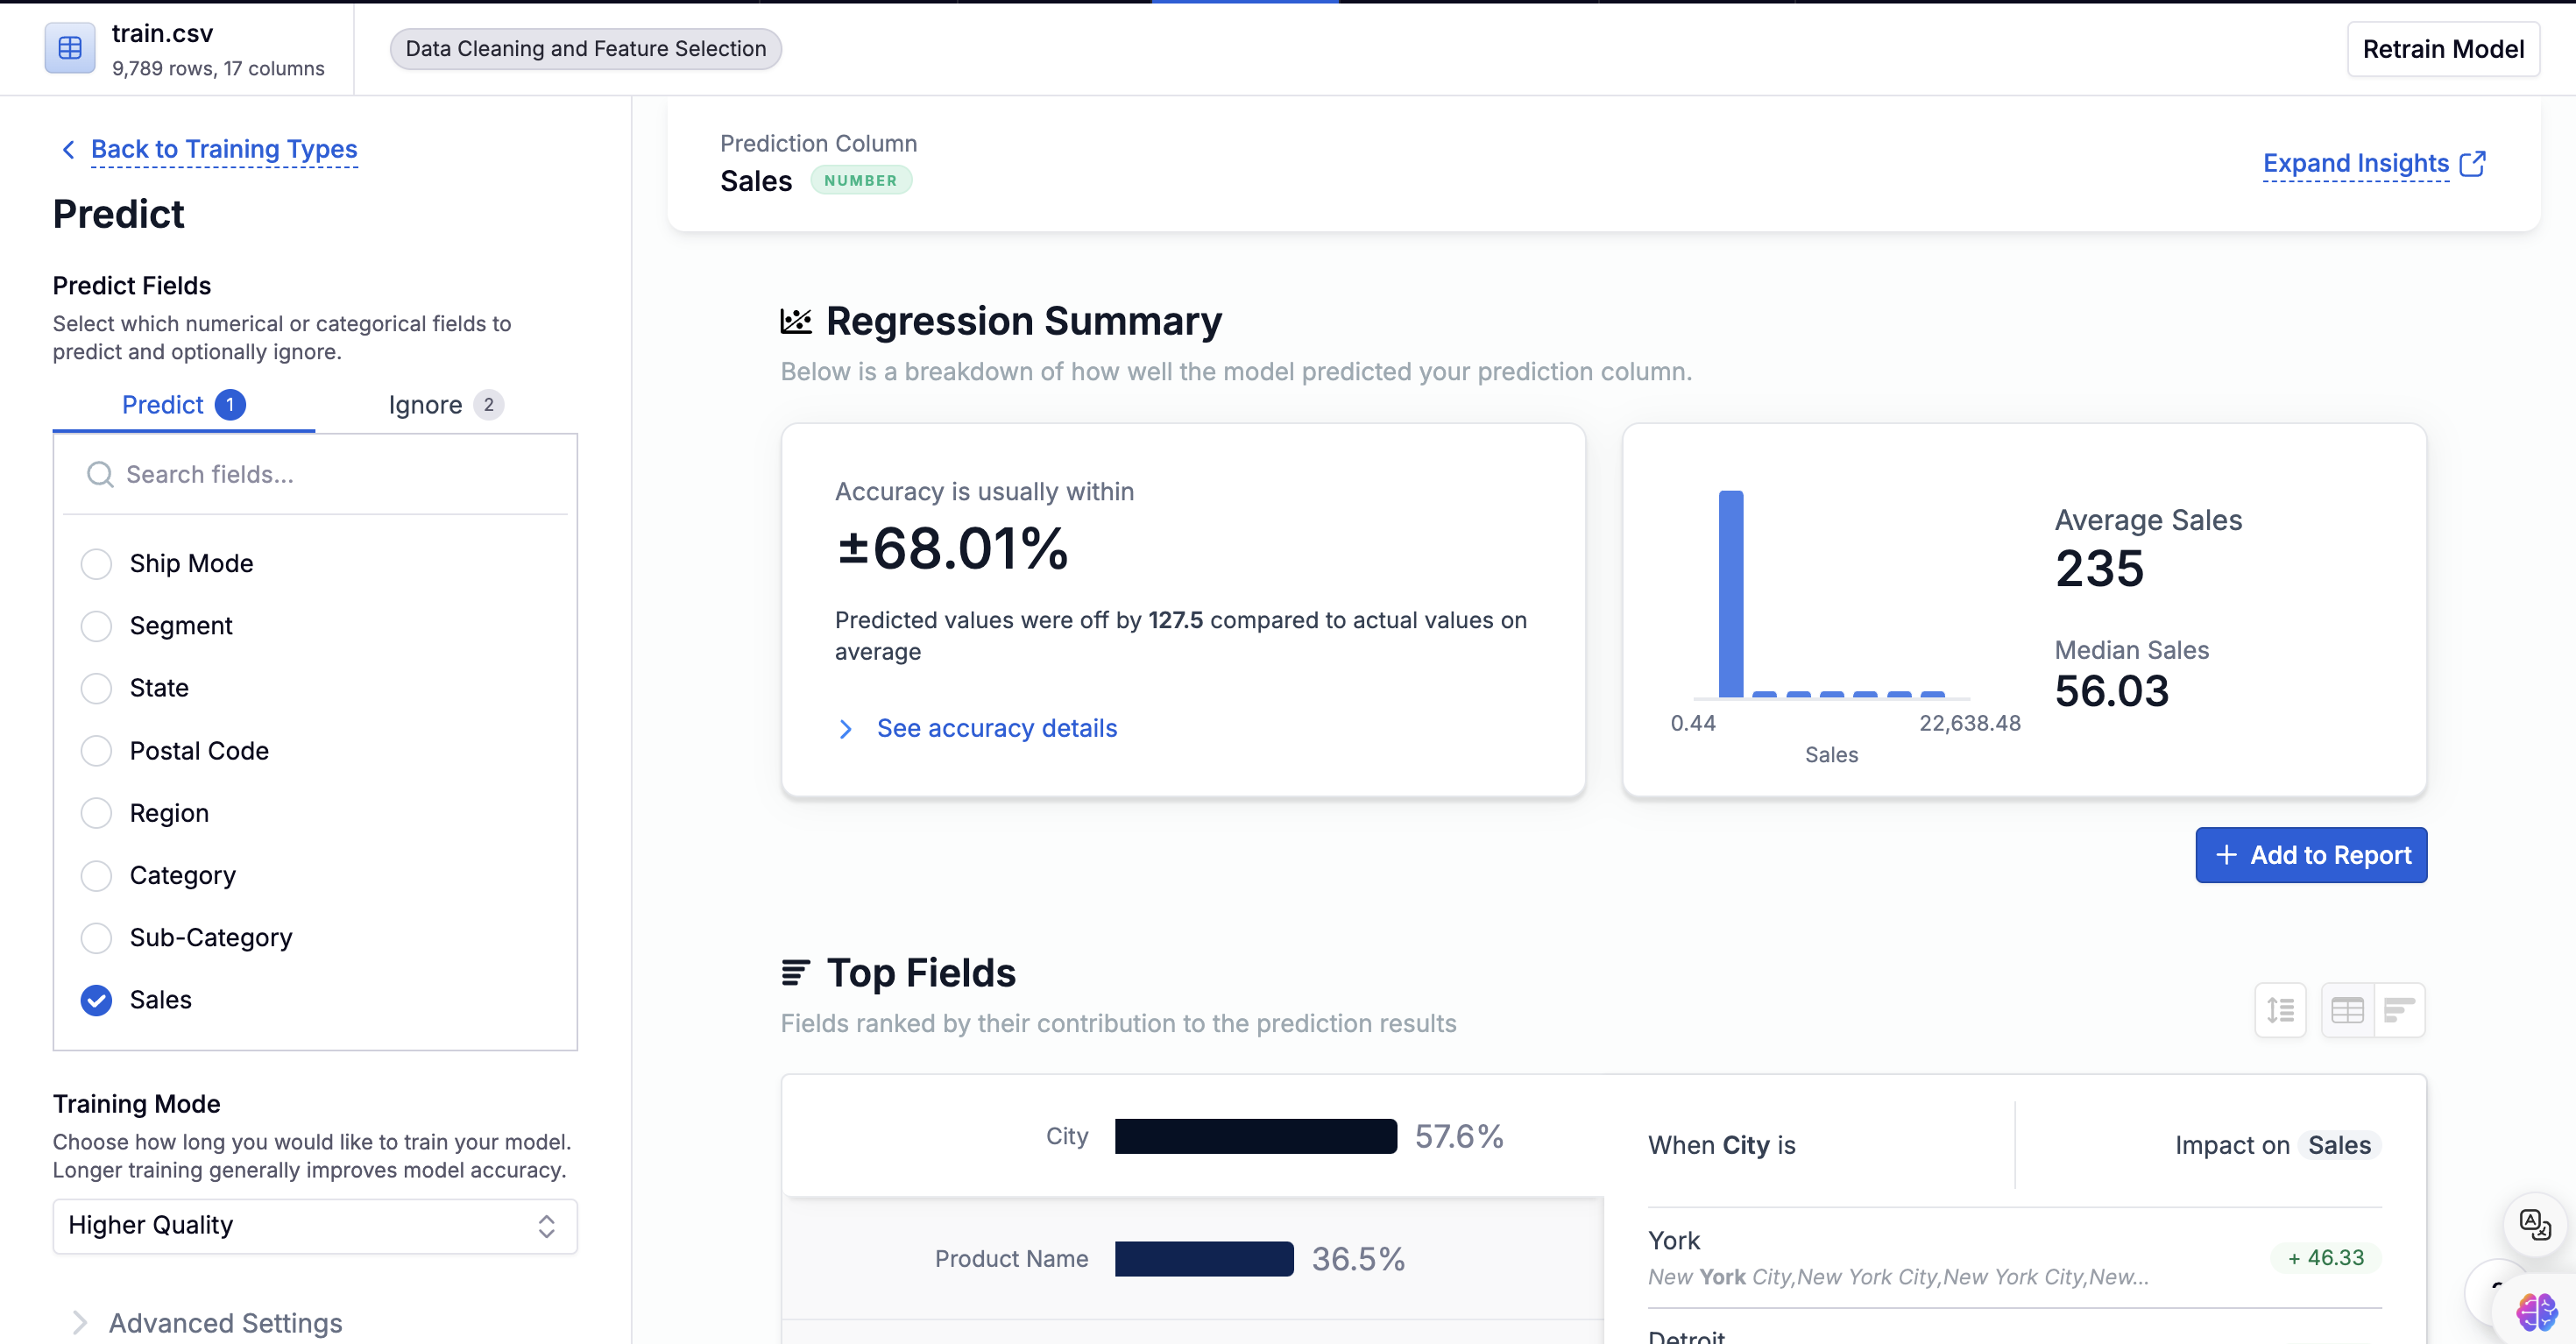 train.csv
9,789 rows, 17 columns
Data Cleaning and Feature Selection
Retrain Model
Back to Training Types
Predict
Predict Fields
Select which numerical or categorical fields to
predict and optionally ignore.
Predict 1
Ignore 2
Search fields...
Ship Mode
Segment
State
Postal Code
Region
Category
Sub-Category
Sales
Training Mode
Choose how long you would like to train your model.
Longer training generally improves model accuracy.
Higher Quality
Advanced Settings
Prediction Column
Sales NUMBER
Expand Insights
Regression Summary
Below is a breakdown of how well the model predicted your prediction column.
Accuracy is usually within
±68.01%
Predicted values were off by 127.5 compared to actual values on
average
See accuracy details
0.44
22,638.48
Sales
Average Sales
235
Median Sales
56.03
+ Add to Report
Top Fields
Fields ranked by their contribution to the prediction results
City 57.6%
Product Name 36.5%
When City is
Impact on Sales
York
New York City,New York City,New York City,New...
+ 46.33
Detroit